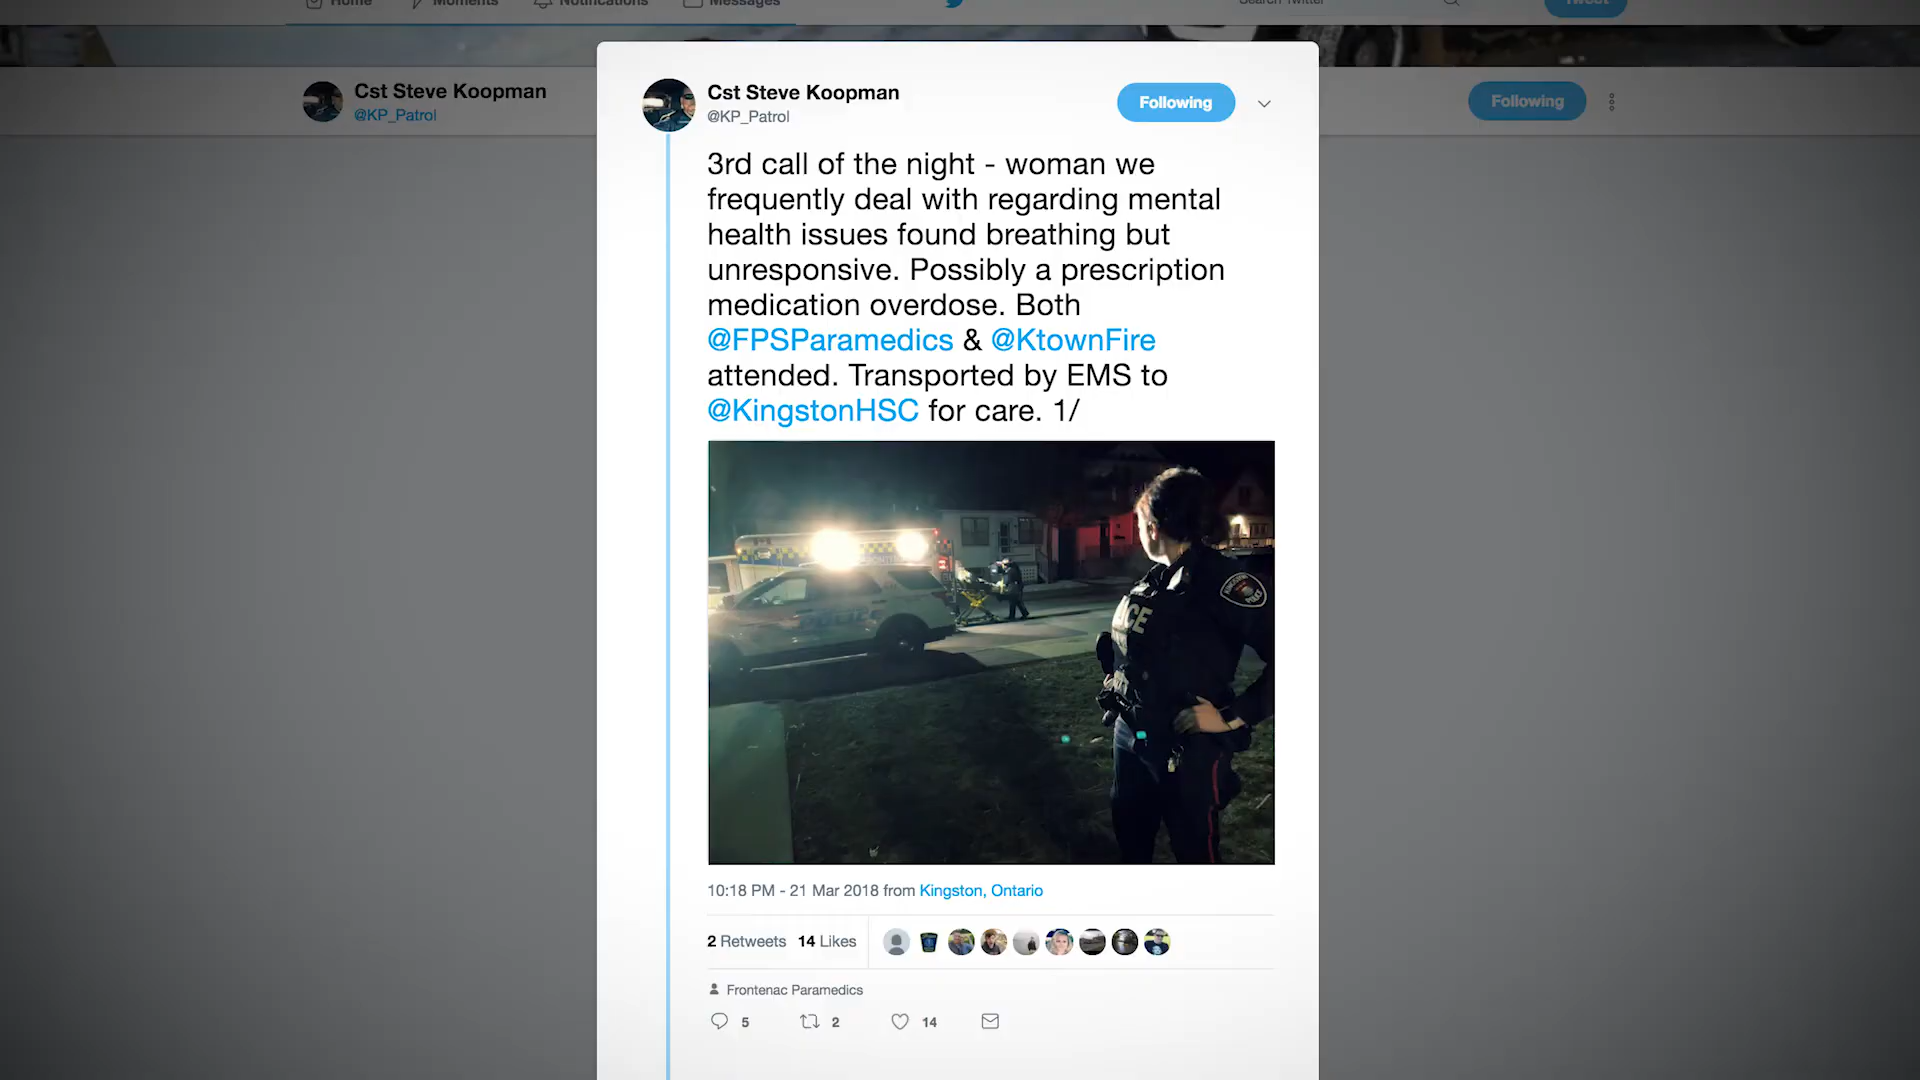 Home Moments Notifications Messages Search Twitter Tweet
Cst Steve Koopman
@KP_Patrol
Following
Cst Steve Koopman
@KP_Patrol
Following
3rd call of the night - woman we
frequently deal with regarding mental
health issues found breathing but
unresponsive. Possibly a prescription
medication overdose. Both
@FPSParamedics & @KtownFire
attended. Transported by EMS to
@KingstonHSC for care. 1/
POLICE
KINGSTON
POLICE
10:18 PM - 21 Mar 2018 from Kingston, Ontario
2 Retweets 14 Likes
Frontenac Paramedics
5 2 14